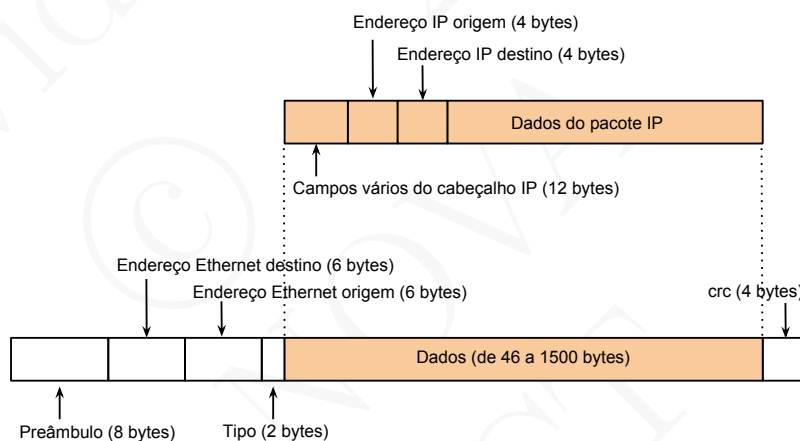 Endereço IP origem (4 bytes)
Endereço IP destino (4 bytes)
Dados do pacote IP
Campos vários do cabeçalho IP (12 bytes)
Endereço Ethernet destino (6 bytes)
Endereço Ethernet origem (6 bytes)
crc (4 bytes)
Dados (de 46 a 1500 bytes)
Preâmbulo (8 bytes)
Tipo (2 bytes)
©
NOVA